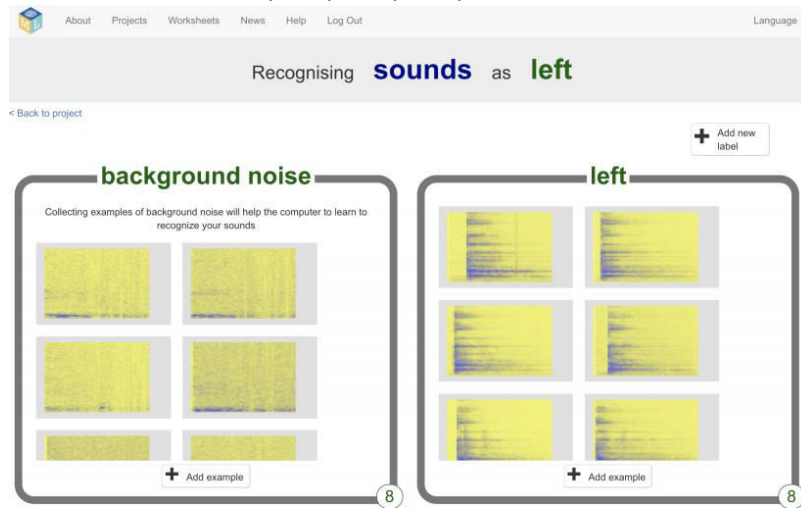 About Projects Worksheets News Help Log Out Language
Recognising sounds as left
< Back to project
Add new
label
background noise
Collecting examples of background noise will help the computer to learn to
recognize your sounds
Add example
8
left
Add example
8